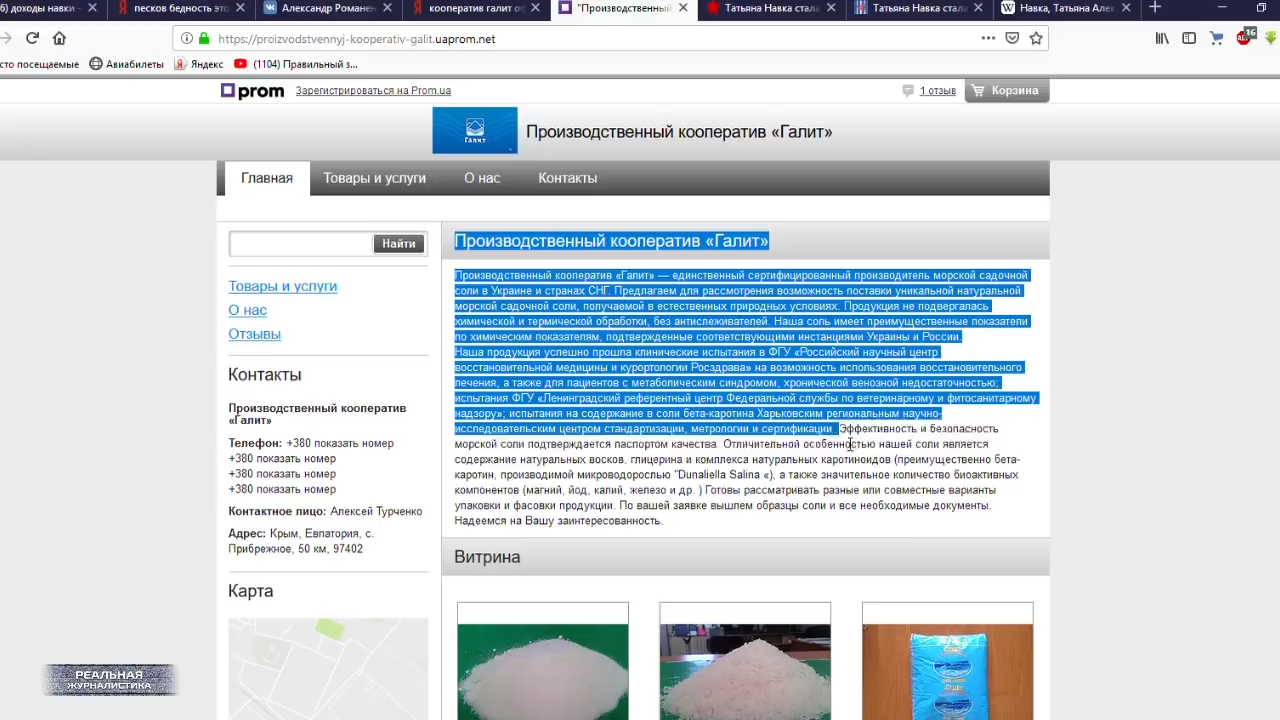 6) доходы навки -
песков бедность это
Александр Романен
кооператив галит о
"Производственный
Татьяна Навка стала
Татьяна Навка стала
Навка, Татьяна Алек
https://proizvodstvennyj-kooperativ-galit.uaprom.net
16
сто посещаемые
Авиабилеты
Яндекс
(1104) Правильный з...
prom
Зарегистрироваться на Prom.ua
1 отзыв
Корзина
Галит
Производственный кооператив «Галит»
Главная
Товары и услуги
О нас
Контакты
Найти
Товары и услуги
О нас
Отзывы
Контакты
Производственный кооператив
«Галит»
Телефон: +380 показать номер
+380 показать номер
+380 показать номер
+380 показать номер
Контактное лицо: Алексей Турченко
Адрес: Крым, Евпатория, с.
Прибрежное, 50 км, 97402
Карта
Производственный кооператив «Галит»
Производственный кооператив «Галит» — единственный сертифицированный производитель морской садочной
соли в Украине и странах СНГ. Предлагаем для рассмотрения возможность поставки уникальной натуральной
морской садочной соли, получаемой в естественных природных условиях. Продукция не подвергалась
химической и термической обработки, без антислеживателей. Наша соль имеет преимущественные показатели
по химическим показателям, подтвержденные соответствующими инстанциями Украины и России.
Наша продукция успешно прошла клинические испытания в ФГУ «Российский научный центр
восстановительной медицины и курортологии Росздрава» на возможность использования восстановительного
лечения, а также для пациентов с метаболическим синдромом, хронической венозной недостаточностью;
испытания ФГУ «Ленинградский референтный центр Федеральной службы по ветеринарному и фитосанитарному
надзору»; испытания на содержание в соли бета-каротина Харьковским региональным научно-
исследовательским центром стандартизации, метрологии и сертификации. Эффективность и безопасность
морской соли подтверждается паспортом качества. Отличительной особенностью нашей соли является
содержание натуральных восков, глицерина и комплекса натуральных каротиноидов (преимущественно бета-
каротин, производимой микроводорослью "Dunaliella Salina «), а также значительное количество биоактивных
компонентов (магний, йод, калий, железо и др. ) Готовы рассматривать разные или совместные варианты
упаковки и фасовки продукции. По вашей заявке вышлем образцы соли и все необходимые документы.
Надеемся на Вашу заинтересованность.
Витрина
РЕАЛЬНАЯ
ЖУРНАЛИСТИКА